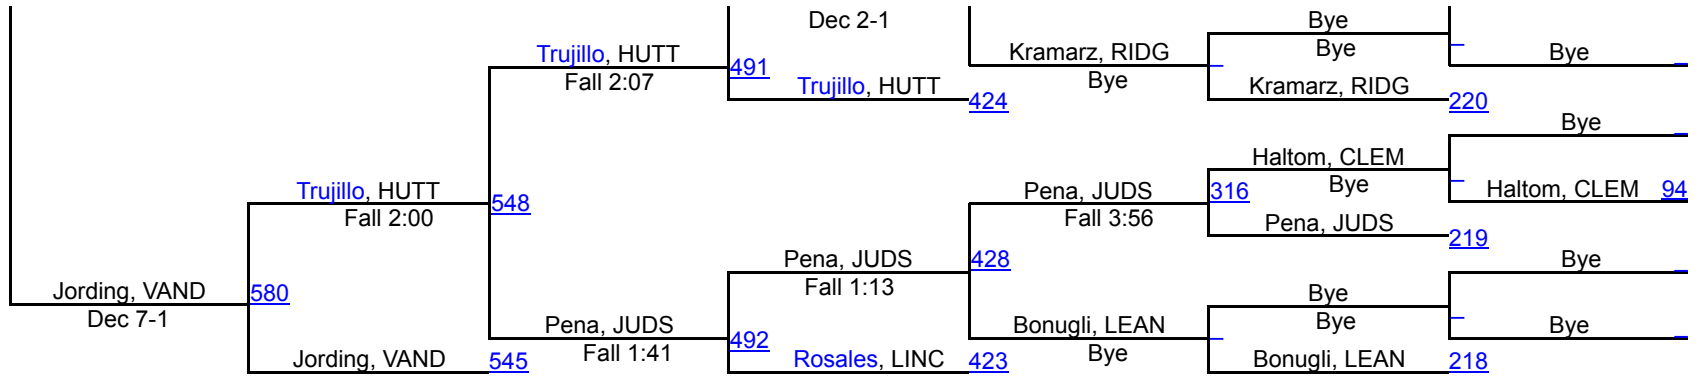 Dec 2-1 Bye
Trujillo, HUTT Kramarz, RIDG Bye Bye
Fall 2:07 491 Trujillo, HUTT 424 Bye Kramarz, RIDG 220
Bye
Haltom, CLEM
Trujillo, HUTT 548 Pena, JUDS 316 Bye Haltom, CLEM 94
Fall 2:00 Fall 3:56 Pena, JUDS 219
Pena, JUDS 428 Bye
Jording, VAND 580 Fall 1:13 Bye
Dec 7-1 Pena, JUDS 492 Bonugli, LEAN Bye Bye
Jording, VAND 545 Fall 1:41 Rosales, LINC 423 Bye Bonugli, LEAN 218